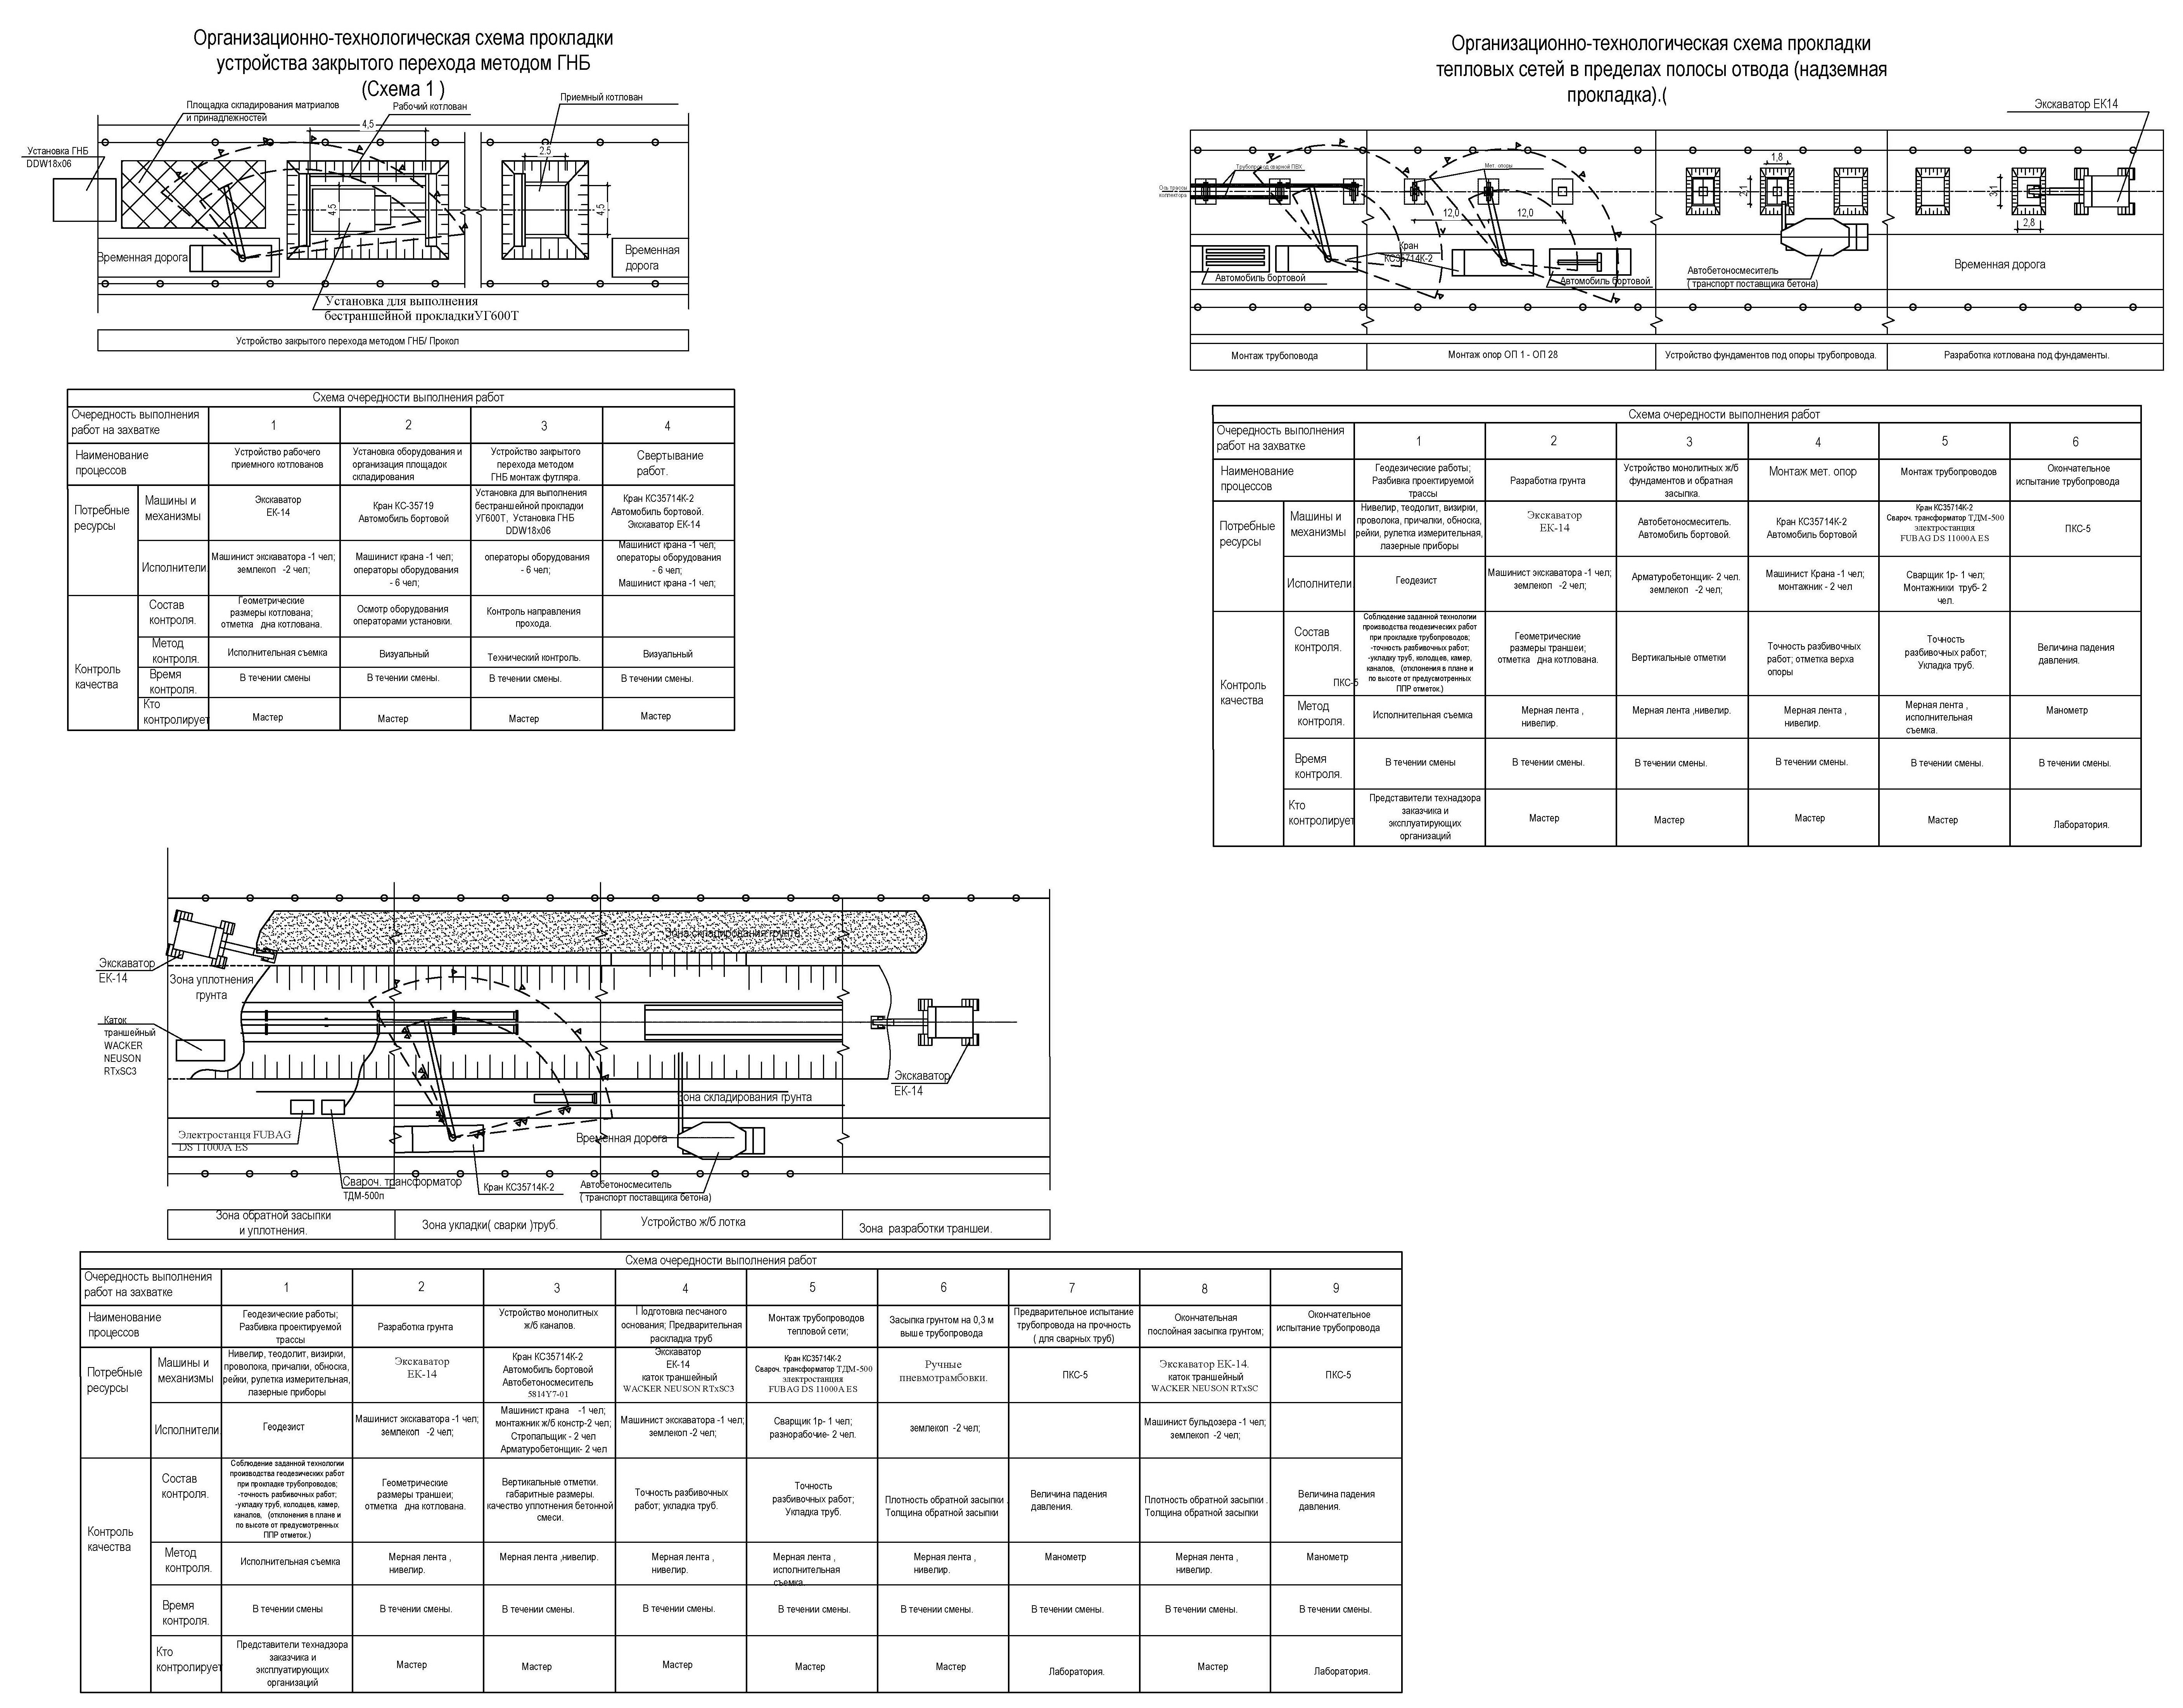 Организационно-технологическая схема прокладки
устройства закрытого перехода методом ГНБ
(Схема 1 )
Площадка складирования матриалов
и принадлежностей
Рабочий котлован
Приемный котлован
Установка ГНБ
DDW18x06
4,5
2.5
4,5
4,5
Временная дорога
Временная
дорога
Установка для выполнения
бестраншейной прокладкиУГ600Т
Устройство закрытого перехода методом ГНБ/ Прокол
Схема очередности выполнения работ
Очередность выполнения
работ на захватке
1
2
3
4
Наименование
процессов
Устройство рабочего
приемного котлованов
Установка оборудования и
организация площадок
складирования
Устройство закрытого
перехода методом
ГНБ монтаж футляра.
Свертывание
работ.
Потребные
ресурсы
Машины и
механизмы
Экскаватор
ЕК-14
Кран КС-35719
Автомобиль бортовой
Установка для выполнения
бестраншейной прокладки
УГ600Т, Установка ГНБ
DDW18x06
Кран КС35714К-2
Автомобиль бортовой.
Экскаватор ЕК-14
Исполнители
Машинист экскаватора -1 чел;
землекоп -2 чел;
Машинист крана -1 чел;
операторы оборудования
- 6 чел;
операторы оборудования
- 6 чел;
Машинист крана -1 чел;
операторы оборудования
- 6 чел;
Машинист крана -1 чел;
Контроль
качества
Состав
контроля.
Геометрические
размеры котлована;
отметка дна котлована.
Осмотр оборудования
операторами установки.
Контроль направления
прохода.
Метод
контроля.
Исполнительная съемка
Визуальный
Технический контроль.
Визуальный
Время
контроля.
В течении смены
В течении смены.
В течении смены.
В течении смены.
Кто
контролирует
Мастер
Мастер
Мастер
Мастер
Организационно-технологическая схема прокладки
тепловых сетей в пределах полосы отвода (надземная
прокладка).(
Экскаватор ЕК14
Трубопровод сварной ПВХ
Мет. опоры
Ось трассы
коллектора
12,0
12,0
1,8
2,1
3,1
2,8
Кран
КС35714К-2
Автомобиль бортовой
Автомобиль бортовой
Автобетоносмеситель
( транспорт поставщика бетона)
Временная дорога
Монтаж трубоповода
Монтаж опор ОП 1 - ОП 28
Устройство фундаментов под опоры трубопровода.
Разработка котлована под фундаменты.
Схема очередности выполнения работ
Очередность выполнения
работ на захватке
1
2
3
4
5
6
Наименование
процессов
Геодезические работы;
Разбивка проектируемой
трассы
Разработка грунта
Устройство монолитных ж/б
фундаментов и обратная
засыпка.
Монтаж мет. опор
Монтаж трубопроводов
Окончательное
испытание трубопровода
Потребные
ресурсы
Машины и
механизмы
Нивелир, теодолит, визирки,
проволока, причалки, обноска,
рейки, рулетка измерительная,
лазерные приборы
Экскаватор
ЕК-14
Автобетоносмеситель.
Автомобиль бортовой.
Кран КС35714К-2
Автомобиль бортовой
Кран КС35714К-2
Свароч. трансформатор ТДМ-500
электростанция
FUBAG DS 11000A ES
ПКС-5
Исполнители
Геодезист
Машинист экскаватора -1 чел;
землекоп -2 чел;
Арматуробетонщик- 2 чел.
землекоп -2 чел;
Машинист Крана -1 чел;
монтажник - 2 чел
Сварщик 1р- 1 чел;
Монтажники труб- 2
чел.
Контроль
качества
Состав
контроля.
ПКС-5
Соблюдение заданной технологии
производства геодезических работ
при прокладке трубопроводов;
-точность разбивочных работ;
-укладку труб, колодцев, камер,
каналов, (отклонения в плане и
по высоте от предусмотренных
ППР отметок.)
Геометрические
размеры траншеи;
отметка дна котлована.
Вертикальные отметки
Точность разбивочных
работ; отметка верха
опоры
Точность
разбивочных работ;
Укладка труб.
Величина падения
давления.
Метод
контроля.
Исполнительная съемка
Мерная лента ,
нивелир.
Мерная лента ,нивелир.
Мерная лента ,
нивелир.
Мерная лента ,
исполнительная
съемка.
Манометр
Время
контроля.
В течении смены
В течении смены.
В течении смены.
В течении смены.
В течении смены.
В течении смены.
Кто
контролирует
Представители технадзора
заказчика и
эксплуатирующих
организаций
Мастер
Мастер
Мастер
Мастер
Лаборатория.
Зона складирования грунта
Экскаватор
ЕК-14
Зона уплотнения
грунта
Каток
траншейный
WACKER
NEUSON
RTxSC3
Экскаватор
ЕК-14
Зона складирования грунта
Электростанця FUBAG
DS 11000A ES
Временная дорога
Свароч. трансформатор
ТДМ-500п
Кран КС35714К-2
Автобетоносмеситель
( транспорт поставщика бетона)
Зона обратной засыпки
и уплотнения.
Зона укладки( сварки )труб.
Устройство ж/б лотка
Зона разработки траншеи.
Схема очередности выполнения работ
Очередность выполнения
работ на захватке
1
2
3
4
5
6
7
8
9
Наименование
процессов
Геодезические работы;
Разбивка проектируемой
трассы
Разработка грунта
Устройство монолитных
ж/б каналов.
Подготовка песчаного
основания; Предварительная
раскладка труб
Монтаж трубопроводов
тепловой сети;
Засыпка грунтом на 0,3 м
выше трубопровода
Предварительное испытание
трубопровода на прочность
( для сварных труб)
Окончательная
послойная засыпка грунтом;
Окончательное
испытание трубопровода
Потребные
ресурсы
Машины и
механизмы
Нивелир, теодолит, визирки,
проволока, причалки, обноска,
рейки, рулетка измерительная,
лазерные приборы
Экскаватор
ЕК-14
Кран КС35714К-2
Автомобиль бортовой
Автобетоносмеситель
5814Y7-01
Экскаватор
ЕК-14
каток траншейный
WACKER NEUSON RTxSC3
Кран КС35714К-2
Свароч. трансформатор ТДМ-500
электростанция
FUBAG DS 11000A ES
Ручные
пневмотрамбовки.
ПКС-5
Экскаватор ЕК-14.
каток траншейный
WACKER NEUSON RTxSC
ПКС-5
Исполнители
Геодезист
Машинист экскаватора -1 чел;
землекоп -2 чел;
Машинист крана -1 чел;
монтажник ж/б констр-2 чел;
Стропальщик - 2 чел
Арматуробетонщик- 2 чел
Машинист экскаватора -1 чел;
землекоп -2 чел;
Сварщик 1р- 1 чел;
разнорабочие- 2 чел.
землекоп -2 чел;
Машинист бульдозера -1 чел;
землекоп -2 чел;
Контроль
качества
Состав
контроля.
Соблюдение заданной технологии
производства геодезических работ
при прокладке трубопроводов;
-точность разбивочных работ;
-укладку труб, колодцев, камер,
каналов, (отклонения в плане и
по высоте от предусмотренных
ППР отметок.)
Геометрические
размеры траншеи;
отметка дна котлована.
Вертикальные отметки.
габаритные размеры.
качество уплотнения бетонной
смеси.
Точность разбивочных
работ; укладка труб.
Точность
разбивочных работ;
Укладка труб.
Плотность обратной засыпки .
Толщина обратной засыпки
Величина падения
давления.
Плотность обратной засыпки .
Толщина обратной засыпки
Величина падения
давления.
Метод
контроля.
Исполнительная съемка
Мерная лента ,
нивелир.
Мерная лента ,нивелир.
Мерная лента ,
нивелир.
Мерная лента ,
исполнительная
съемка.
Мерная лента ,
нивелир.
Манометр
Мерная лента ,
нивелир.
Манометр
Время
контроля.
В течении смены
В течении смены.
В течении смены.
В течении смены.
В течении смены.
В течении смены.
В течении смены.
В течении смены.
В течении смены.
Кто
контролирует
Представители технадзора
заказчика и
эксплуатирующих
организаций
Мастер
Мастер
Мастер
Мастер
Мастер
Лаборатория.
Мастер
Лаборатория.